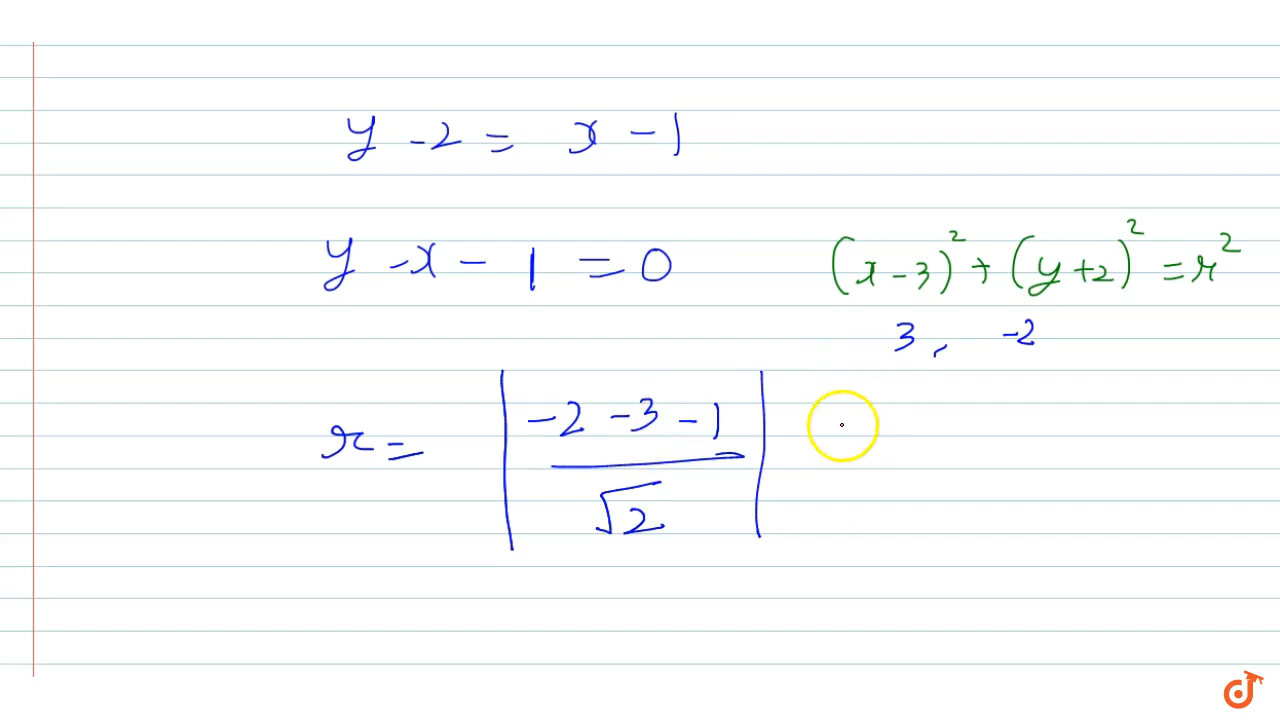 y - 2 = x - 1
y - x - 1 = 0
(x - 3)² + (y + 2)² = r²
3, -2
r = |(-2 - 3 - 1)/√2|